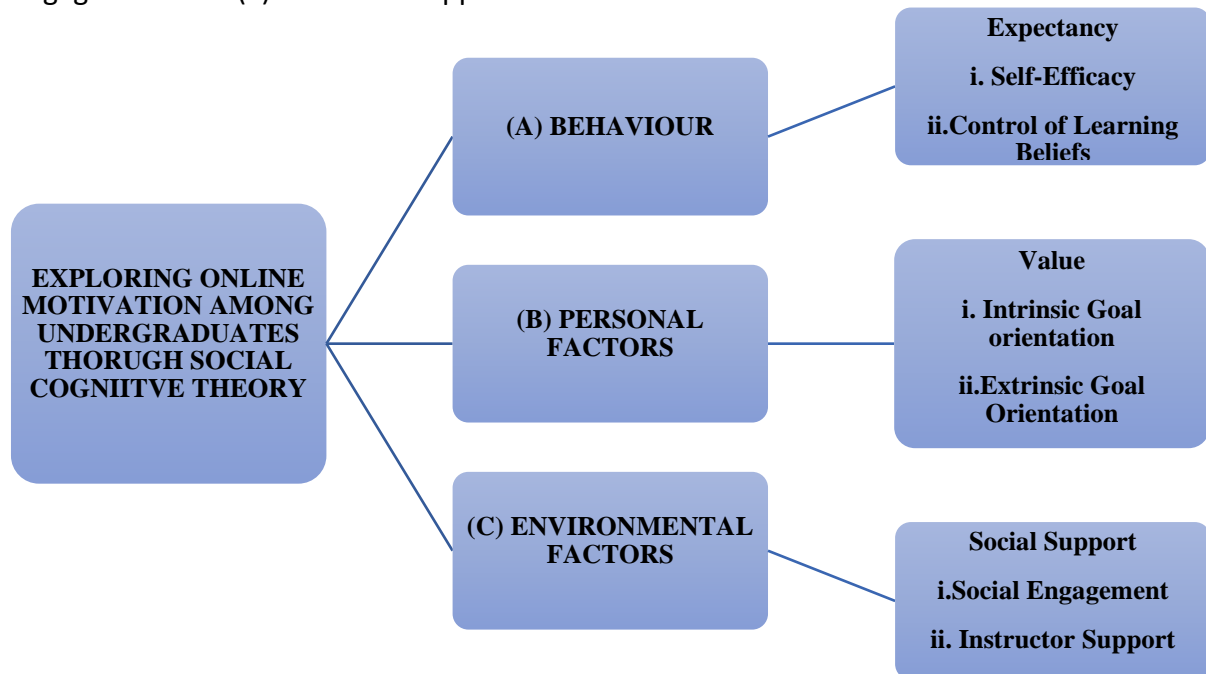 EXPLORING ONLINE
MOTIVATION AMONG
UNDERGRADUATES
THORUGH SOCIAL
COGNIITVE THEORY
(A) BEHAVIOUR
Expectancy
i. Self-Efficacy
ii.Control of Learning
Beliefs
(B) PERSONAL
FACTORS
Value
i. Intrinsic Goal
orientation
ii.Extrinsic Goal
Orientation
(C) ENVIRONMENTAL
FACTORS
Social Support
i.Social Engagement
ii. Instructor Support